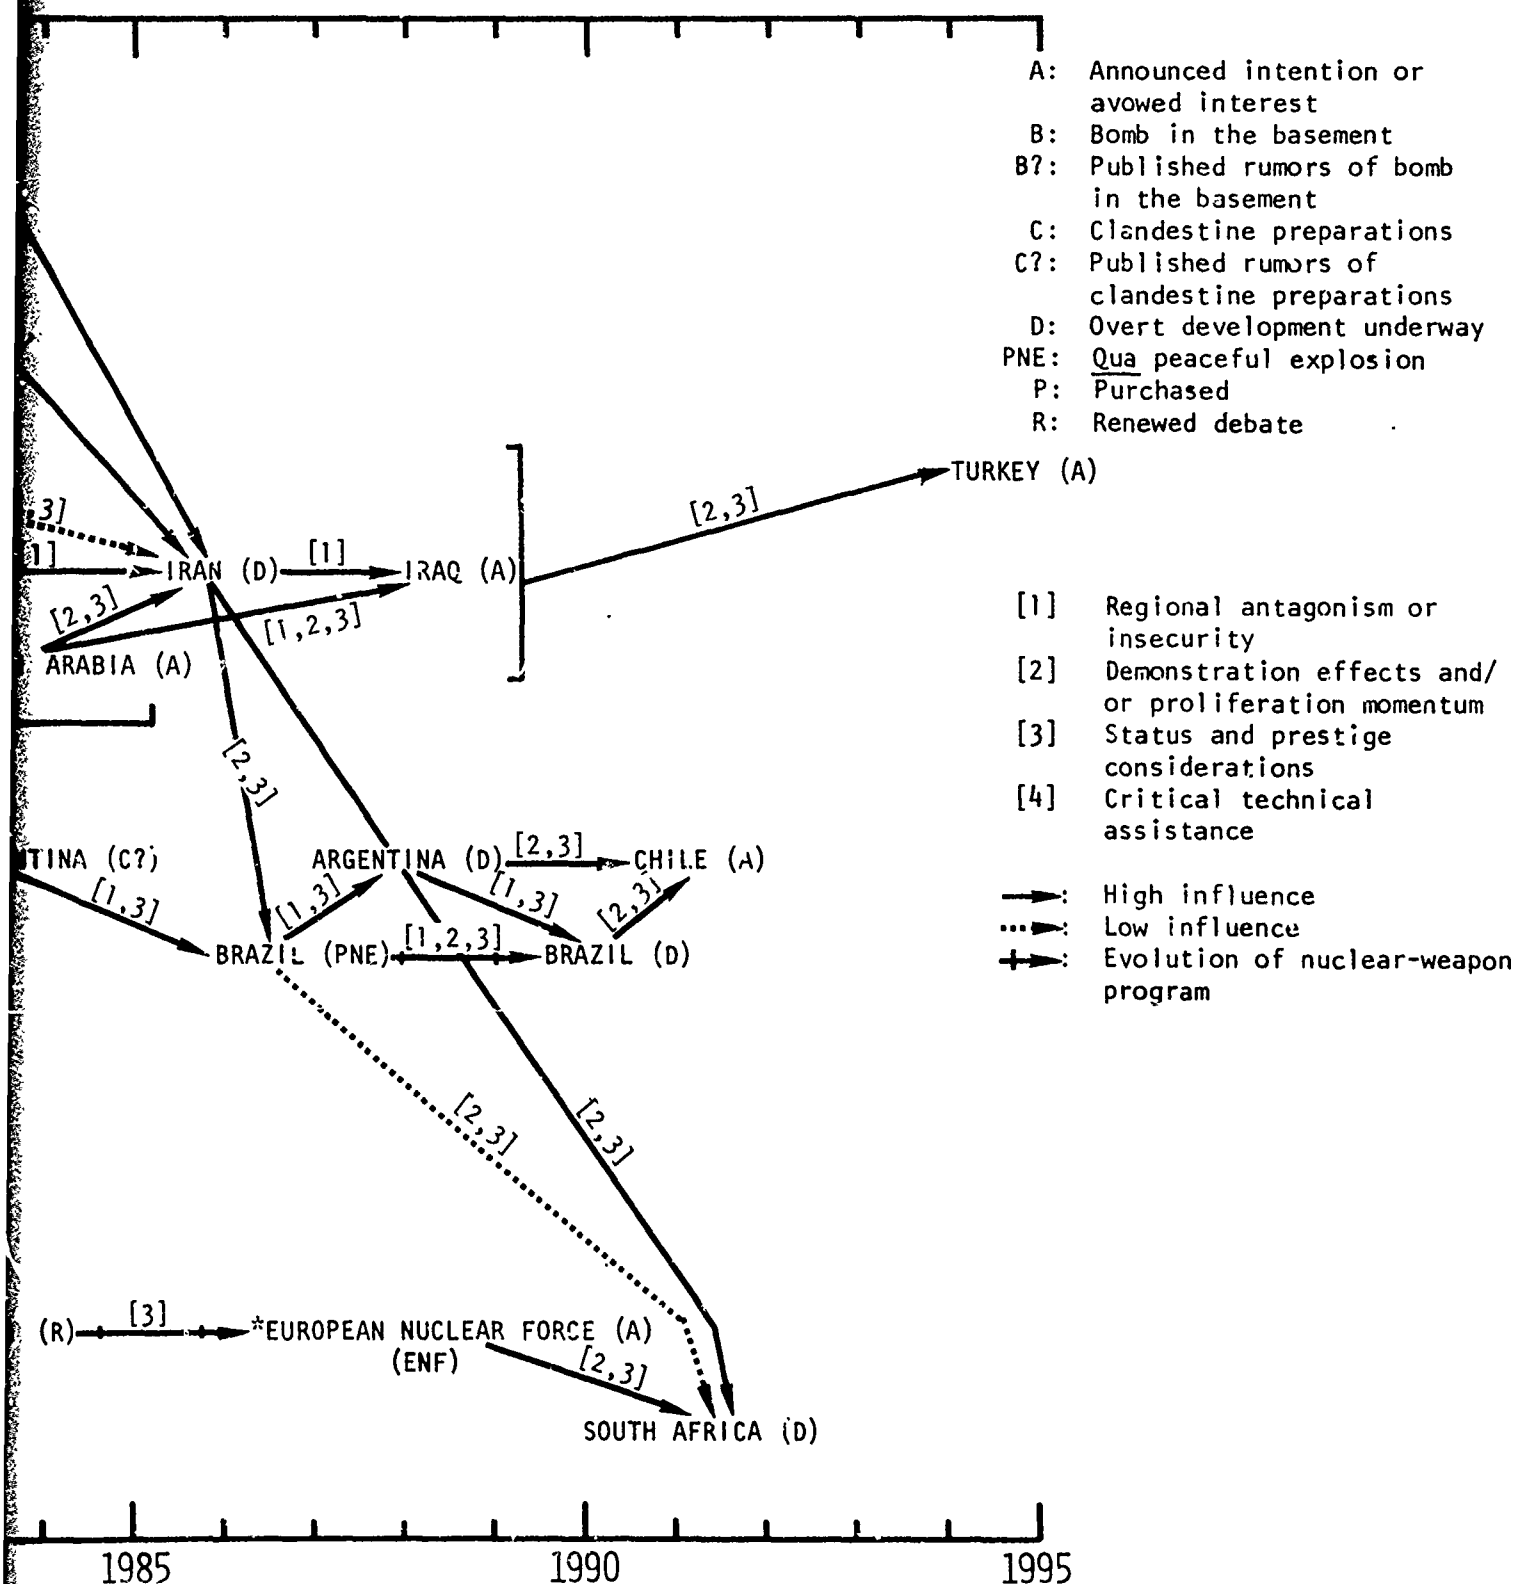 A: Announced intention or
avowed interest
B: Bomb in the basement
B?: Published rumors of bomb
in the basement
C: Clandestine preparations
C?: Published rumors of
clandestine preparations
D: Overt development underway
PNE: Qua peaceful explosion
P: Purchased
R: Renewed debate
TURKEY (A)
[2,3]
3]
1]
IRAN (D)
[1]
IRAQ (A)
[2,3]
[1,2,3]
ARABIA (A)
[1] Regional antagonism or
insecurity
[2] Demonstration effects and/
or proliferation momentum
[3] Status and prestige
considerations
[4] Critical technical
assistance
[2,3]
NTINA (C?)
[1,3]
ARGENTINA (D)
[2,3]
CHILE (A)
[1,3]
[1,3]
[2,3]
BRAZIL (PNE)
[1,2,3]
BRAZIL (D)
: High influence
: Low influence
: Evolution of nuclear-weapon
program
[2,3]
[2,3]
(R)
[3]
*EUROPEAN NUCLEAR FORCE (A)
(ENF)
[2,3]
SOUTH AFRICA (D)
1985
1990
1995